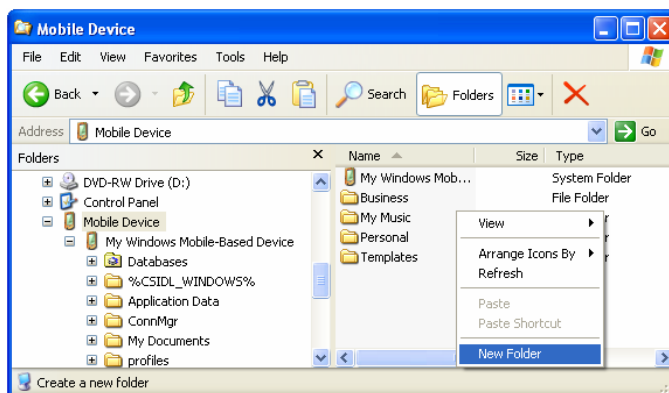 Mobile Device
File Edit View Favorites Tools Help
Back Search Folders
Address Mobile Device Go
Folders
DVD-RW Drive (D:)
Control Panel
Mobile Device
My Windows Mobile-Based Device
Databases
%CSIDL_WINDOWS%
Application Data
ConnMgr
My Documents
profiles
Name Size Type
My Windows Mob... System Folder
Business File Folder
My Music r
Personal r
Templates r
View
Arrange Icons By
Refresh
Paste
Paste Shortcut
New Folder
Create a new folder